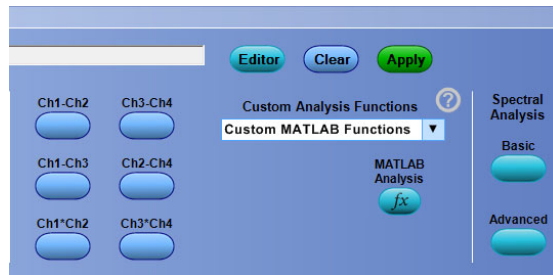 Editor Clear Apply
Ch1-Ch2 Ch3-Ch4
Custom Analysis Functions ?
Custom MATLAB Functions
Spectral
Analysis
Ch1-Ch3 Ch2-Ch4
MATLAB
Analysis
fx
Basic
Ch1*Ch2 Ch3*Ch4
Advanced